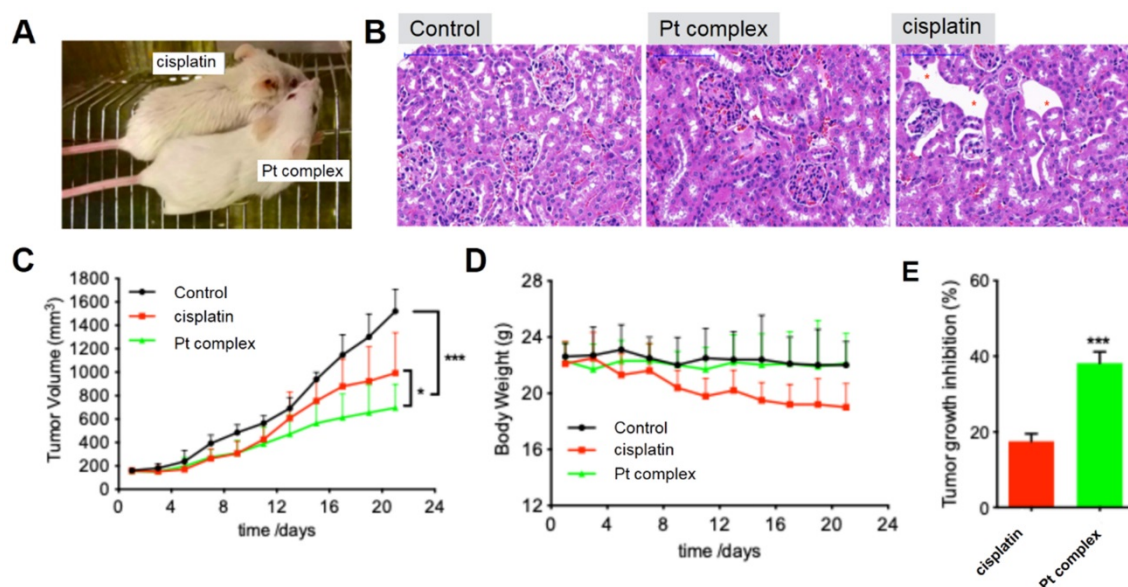 A
cisplatin
Pt complex
B
Control
Pt complex
cisplatin
*
*
*
C
Tumor Volume (mm³)
1800
1600
1400
1200
1000
800
600
400
200
0
Control
cisplatin
Pt complex
***
*
0 4 8 12 16 20 24
time /days
D
Body Weight (g)
28
24
22
18
16
12
Control
cisplatin
Pt complex
0 4 8 12 16 20 24
time /days
E
Tumor growth inhibition (%)
60
40
20
0
***
cisplatin
Pt complex